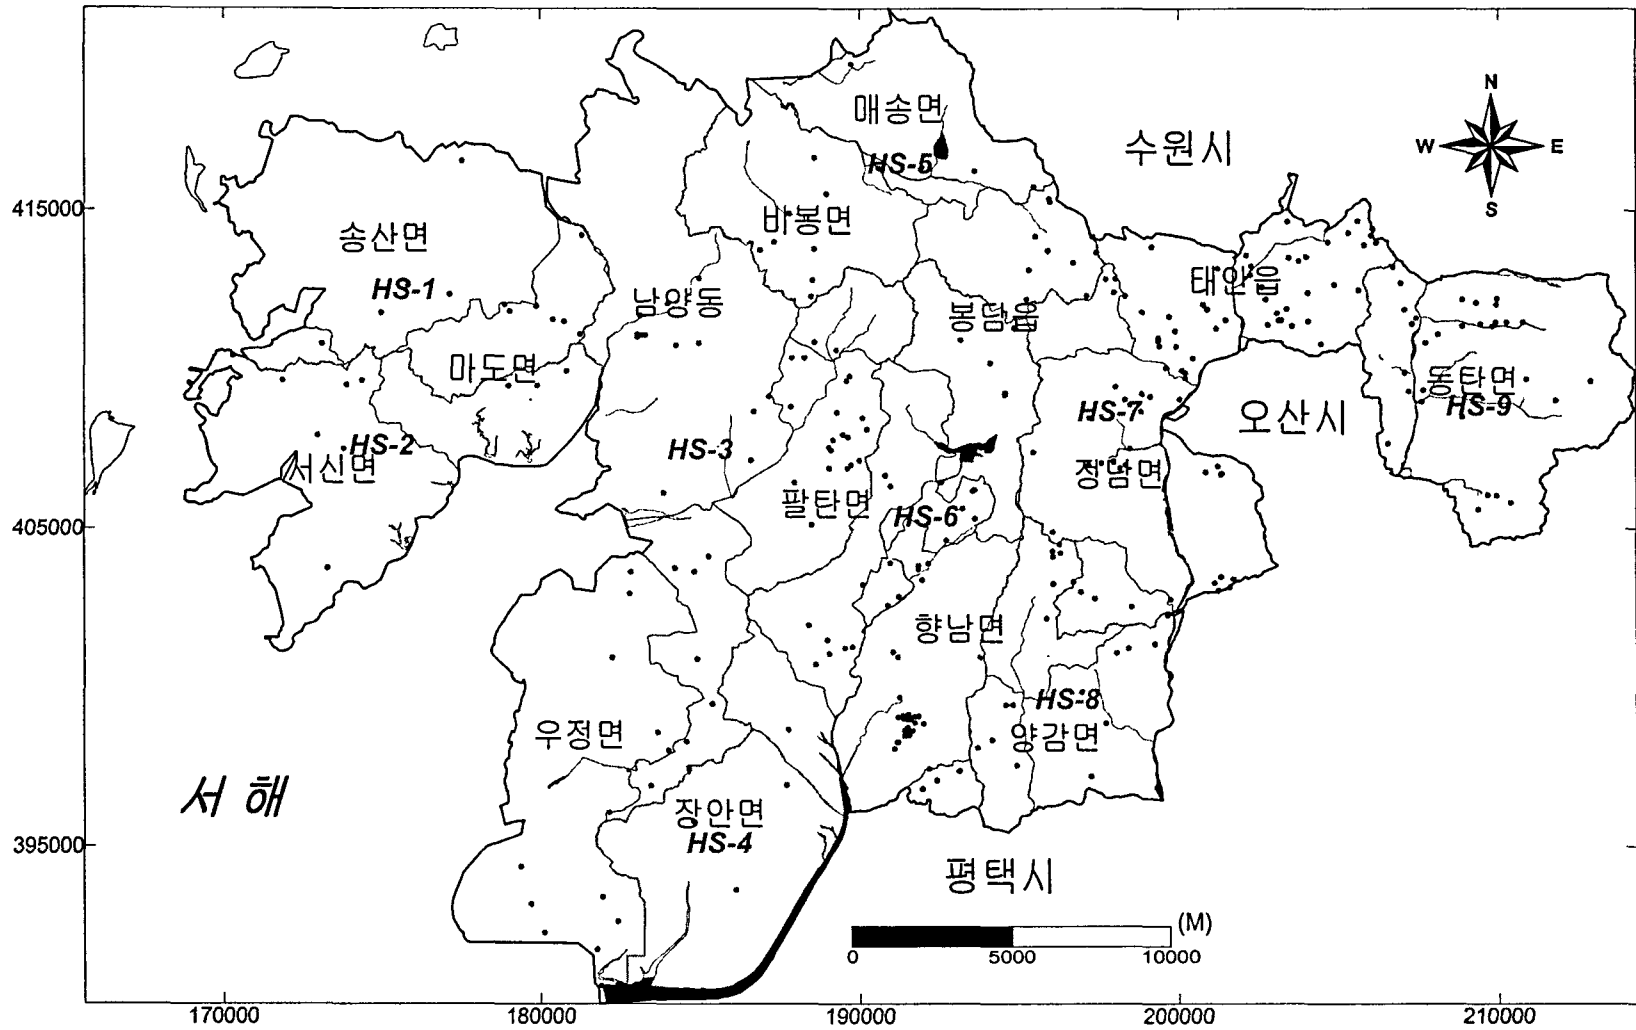 N
매송면
수원시
W
E
HS-5
S
415000
송산면
비봉면
태안읍
HS-1
남양동
봉담읍
마도면
동탄면
HS-7
HS-9
오산시
HS-2
HS-3
서신면
정남면
팔탄면
HS-6
405000
향남면
HS-8
우정면
양감면
서 해
장안면
HS-4
395000
평택시
(M)
0
5000
10000
170000
180000
190000
200000
210000